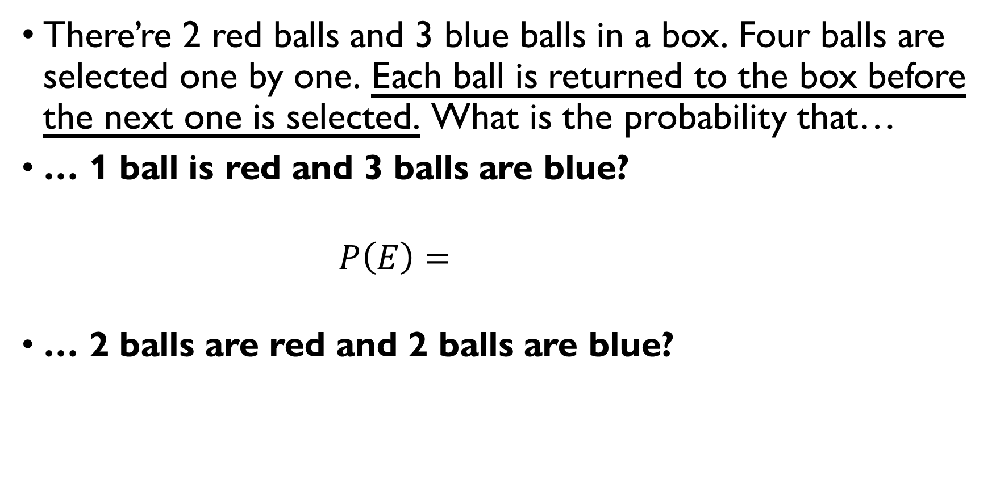 • There’re 2 red balls and 3 blue balls in a box. Four balls are
selected one by one. Each ball is returned to the box before
the next one is selected. What is the probability that…
• … 1 ball is red and 3 balls are blue?
P(E) =
• … 2 balls are red and 2 balls are blue?